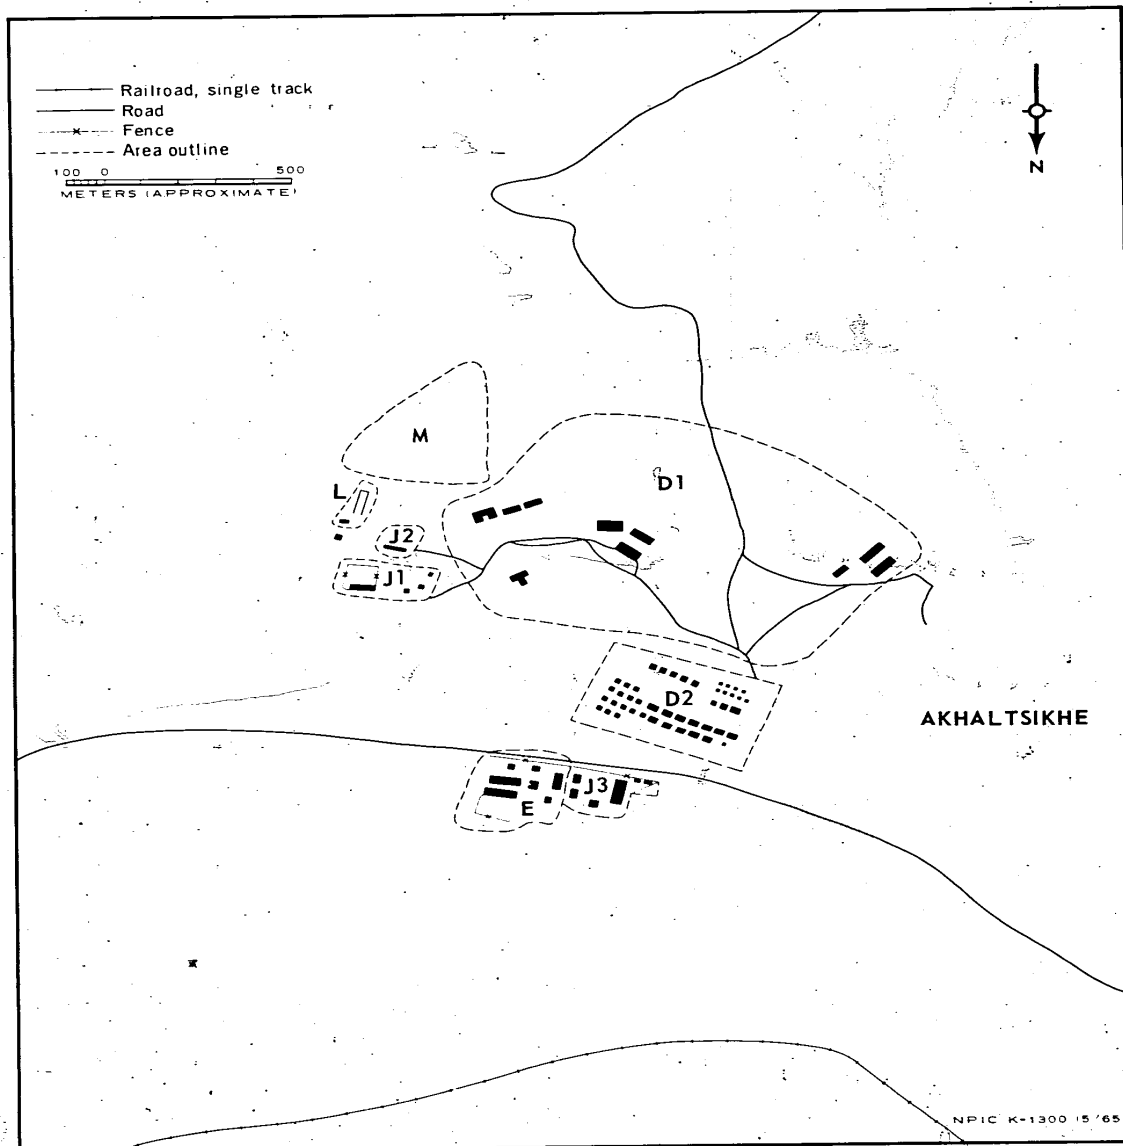 Railroad, single track
Road
Fence
Area outline
100 0 500
METERS (APPROXIMATE)
N
M
D1
L
J2
J1
D2
AKHALTSIKHE
J3
E
NPIC K-1300 (5/65